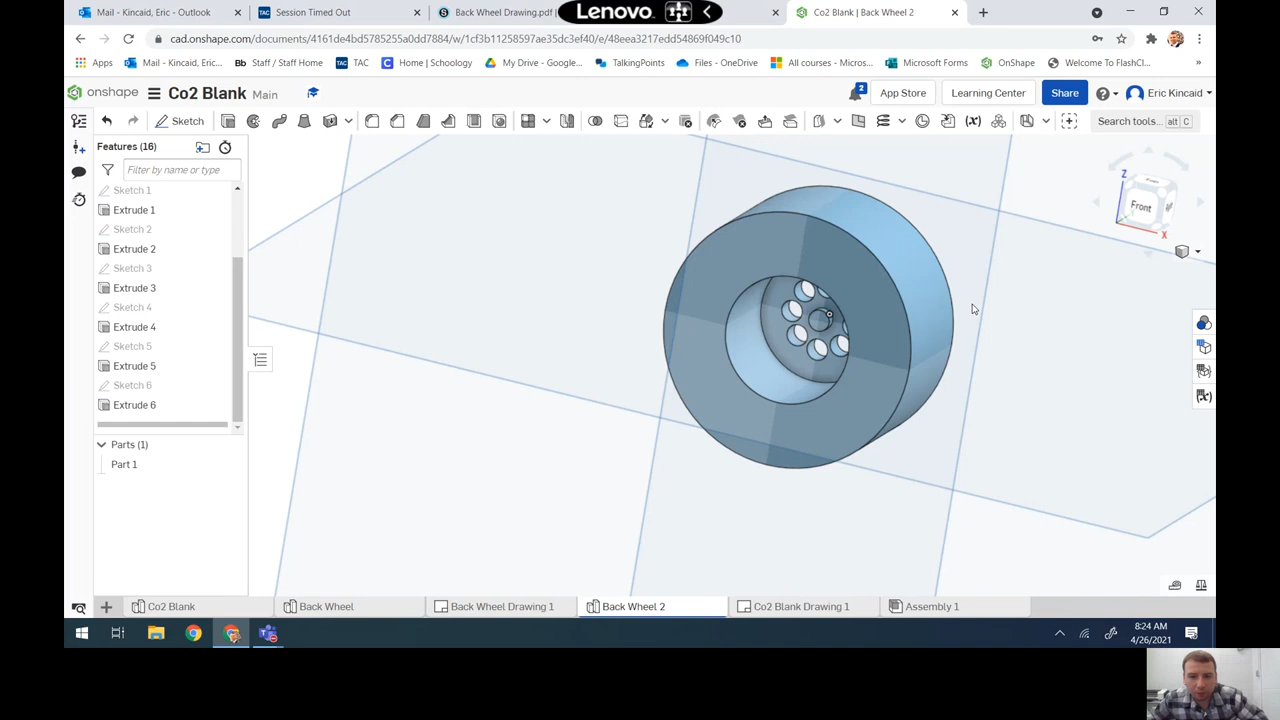 Mail - Kincaid, Eric - Outlook
Session Timed Out
Back Wheel Drawing.pdf
Lenovo
Co2 Blank | Back Wheel 2
cad.onshape.com/documents/4161de4bd5785255a0dd7884/w/1cf3b11258597ae35dc3ef40/e/48eea3217edd54869f049c10
Apps
Mail - Kincaid, Eric...
Bb Staff / Staff Home
TAC TAC
Home | Schoology
My Drive - Google...
TalkingPoints
Files - OneDrive
All courses - Micros...
Microsoft Forms
OnShape
Welcome To FlashCl...
»
onshape
Co2 Blank Main
2
App Store
Learning Center
Share
Eric Kincaid
Sketch
Search tools... alt C
Features (16)
Filter by name or type
Sketch 1
Extrude 1
Sketch 2
Extrude 2
Sketch 3
Extrude 3
Sketch 4
Extrude 4
Sketch 5
Extrude 5
Sketch 6
Extrude 6
Parts (1)
Part 1
Z
Front
X
Co2 Blank
Back Wheel
Back Wheel Drawing 1
Back Wheel 2
Co2 Blank Drawing 1
Assembly 1
8:24 AM
4/26/2021